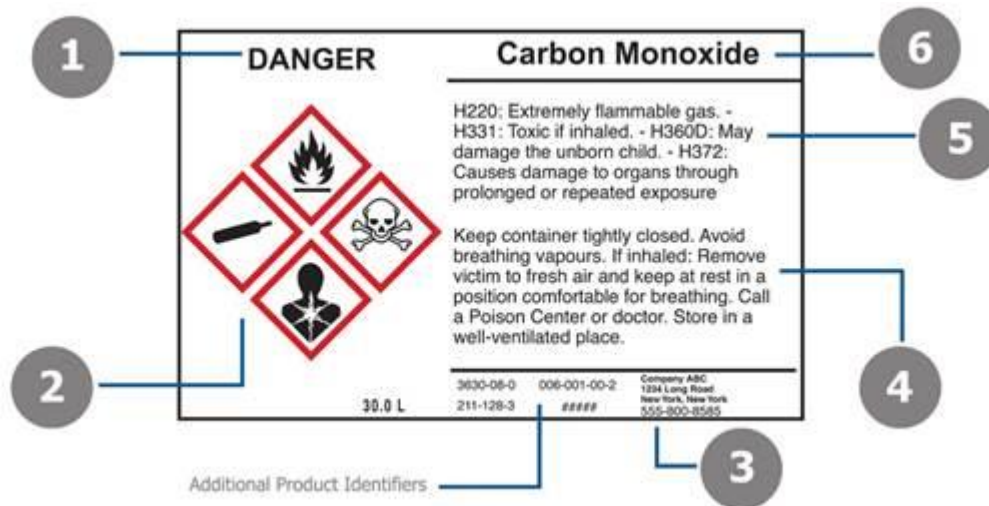 1
DANGER
Carbon Monoxide
6
H220: Extremely flammable gas. -
H331: Toxic if inhaled. - H360D: May
damage the unborn child. - H372:
Causes damage to organs through
prolonged or repeated exposure
5
Keep container tightly closed. Avoid
breathing vapours. If inhaled: Remove
victim to fresh air and keep at rest in a
position comfortable for breathing. Call
a Poison Center or doctor. Store in a
well-ventilated place.
4
2
30.0 L
3630-08-0 006-001-00-2
211-128-3 #####
Company ABC
1234 Long Road
New York, New York
555-800-8585
3
Additional Product Identifiers